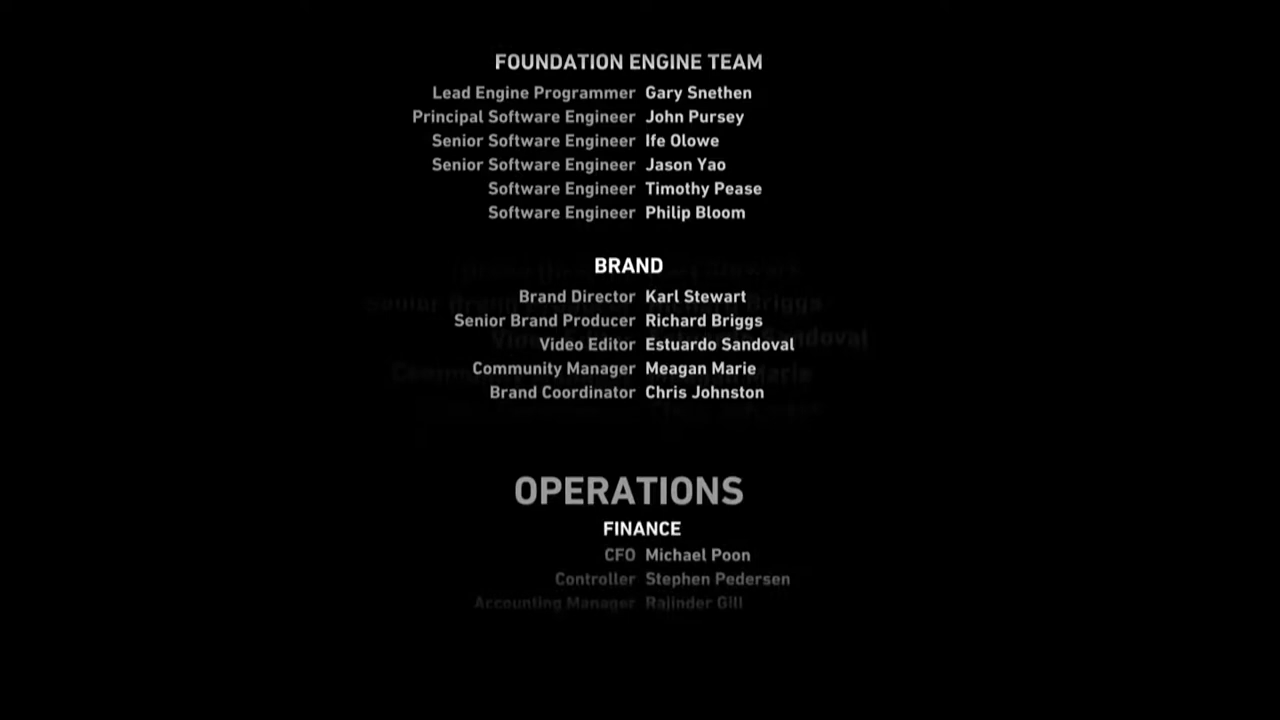 FOUNDATION ENGINE TEAM
Lead Engine Programmer Gary Snethen
Principal Software Engineer John Pursey
Senior Software Engineer Ife Olowe
Senior Software Engineer Jason Yao
Software Engineer Timothy Pease
Software Engineer Philip Bloom
BRAND
Brand Director Karl Stewart
Senior Brand Producer Richard Briggs
Video Editor Estuardo Sandoval
Community Manager Meagan Marie
Brand Coordinator Chris Johnston
OPERATIONS
FINANCE
CFO Michael Poon
Controller Stephen Pedersen
Accounting Manager Rajinder Gill